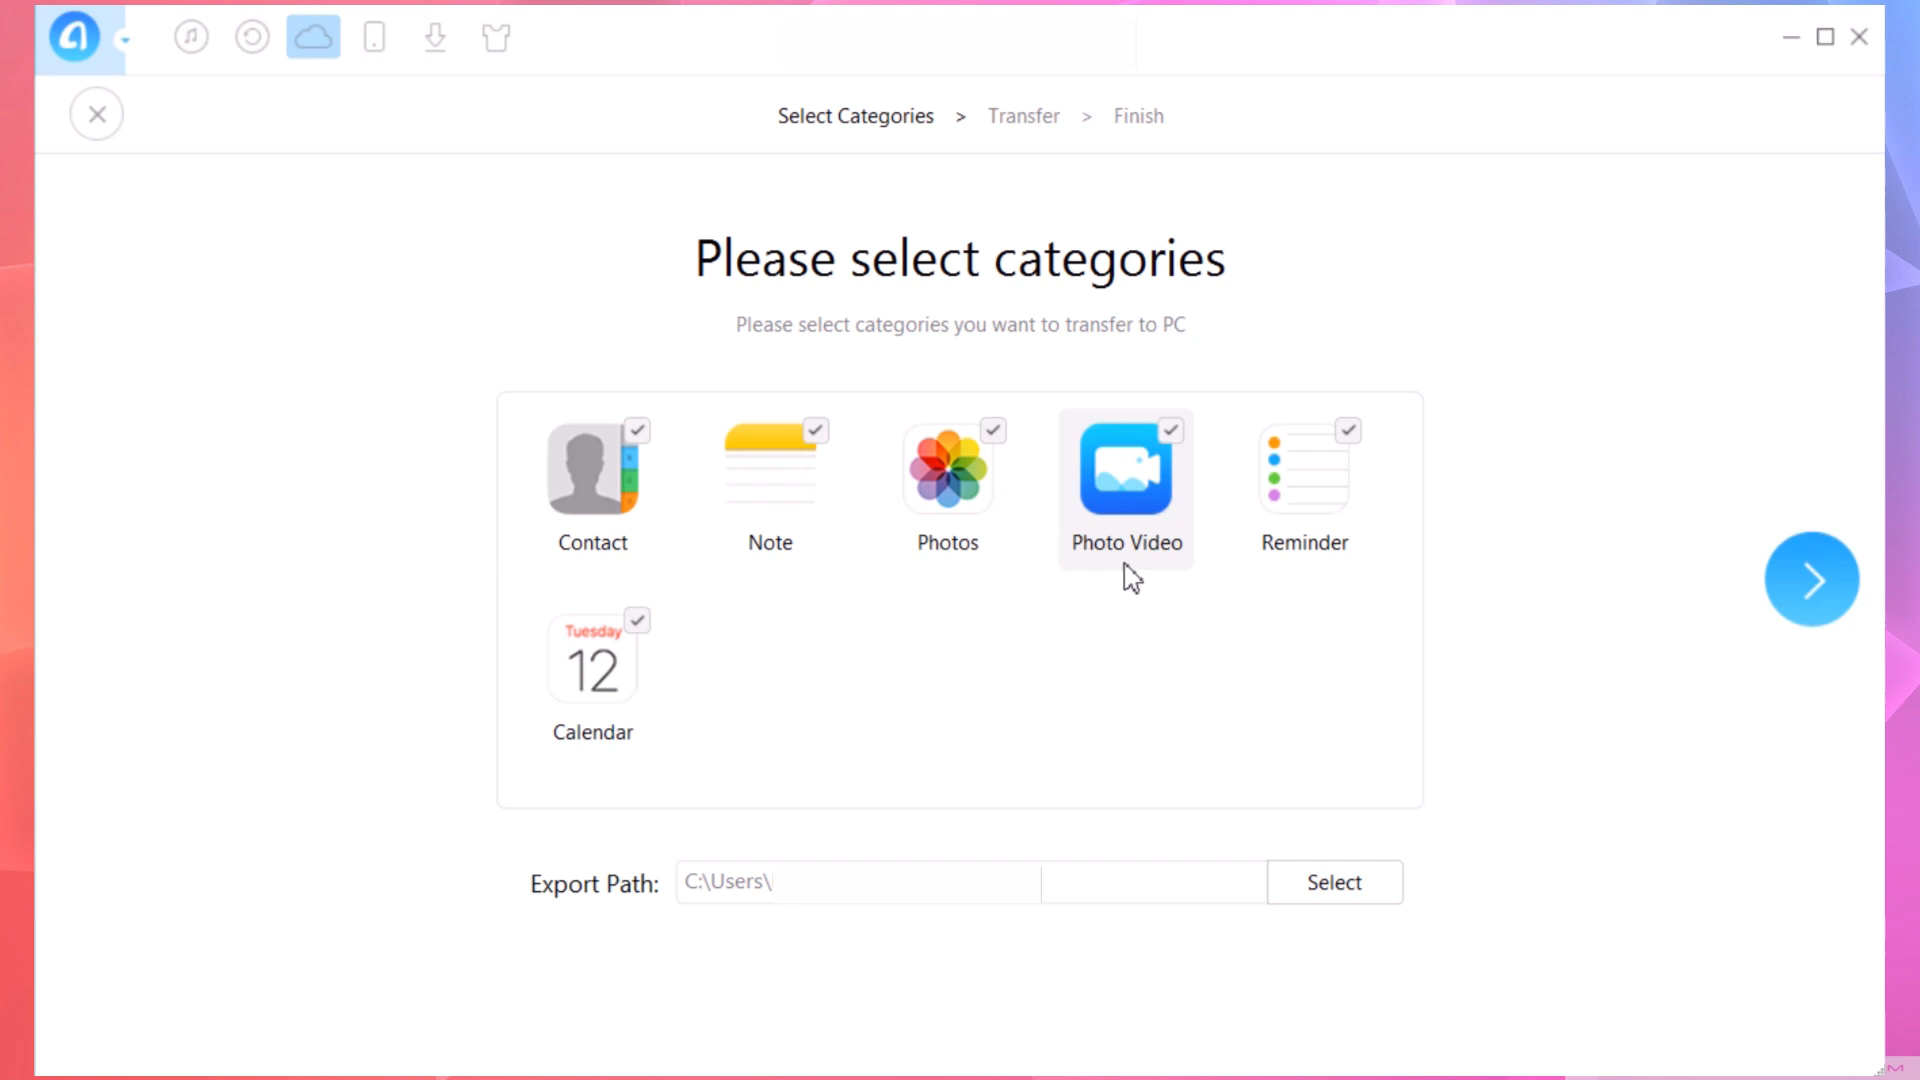 Select Categories > Transfer > Finish
Please select categories
Please select categories you want to transfer to PC
Contact
Note
Photos
Photo Video
Reminder
Tuesday
12
Calendar
Export Path: C:\Users\ Select